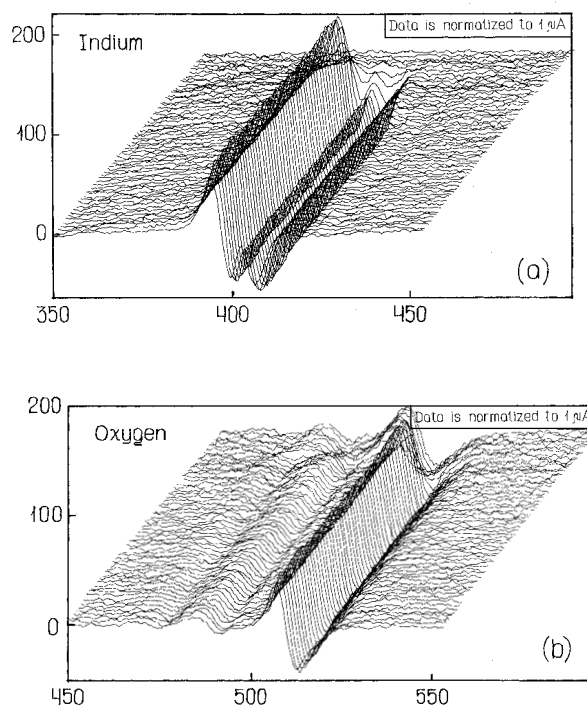 200
Indium
Data is normalized to 1 µA
100
0
(a)
350
400
450
200
Oxygen
Data is normalized to 1 µA
100
0
(b)
450
500
550